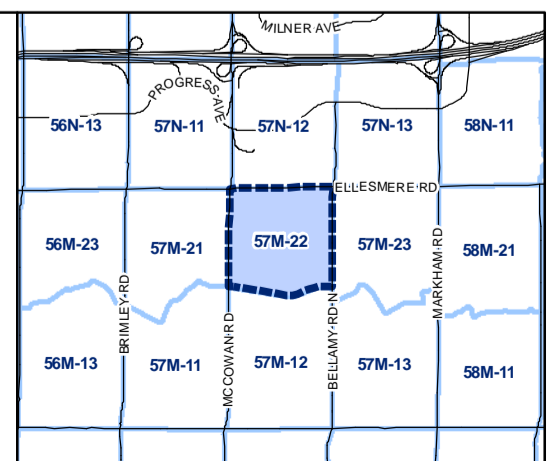 MILNER AVE
PROGRESS AVE
56N-13
57N-11
57N-12
57N-13
58N-11
ELLESMERE RD
56M-23
57M-21
57M-22
57M-23
58M-21
BRIMLEY RD
MCCOWAN RD
BELLAMY RD N
MARKHAM RD
56M-13
57M-11
57M-12
57M-13
58M-11